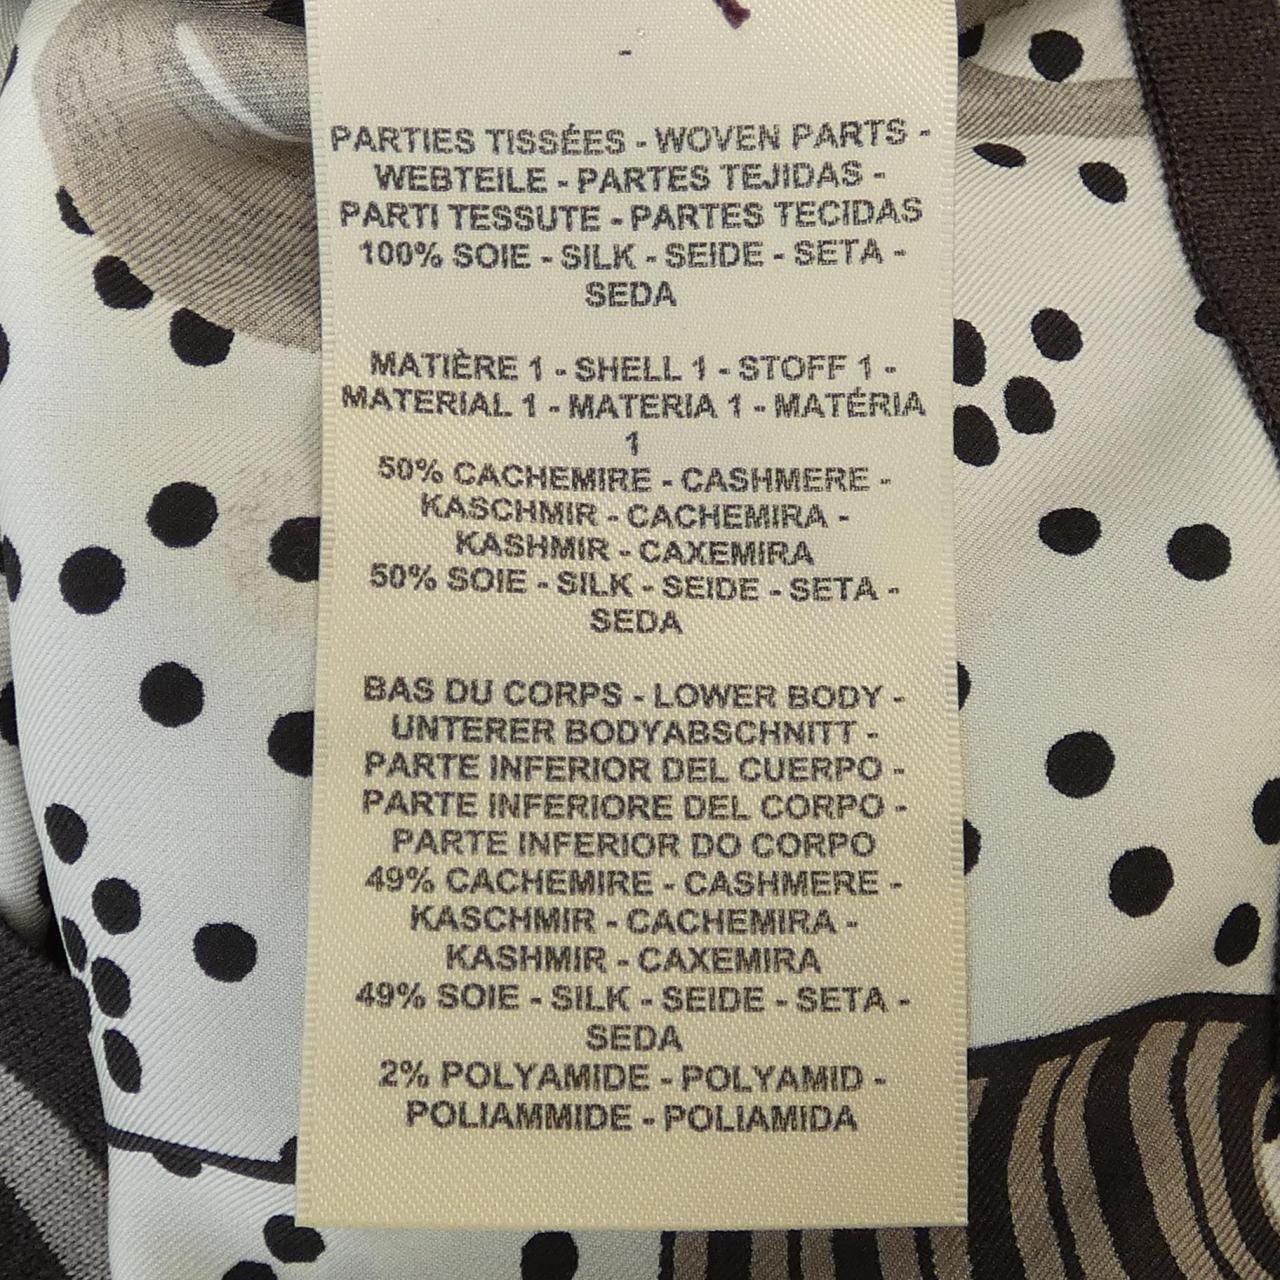 -
PARTIES TISSÉES - WOVEN PARTS -
WEBTEILE - PARTES TEJIDAS -
PARTI TESSUTE - PARTES TECIDAS
100% SOIE - SILK - SEIDE - SETA -
SEDA
MATIÈRE 1 - SHELL 1 - STOFF 1 -
MATERIAL 1 - MATERIA 1 - MATÉRIA
1
50% CACHEMIRE - CASHMERE -
KASCHMIR - CACHEMIRA -
KASHMIR - CAXEMIRA
50% SOIE - SILK - SEIDE - SETA -
SEDA
BAS DU CORPS - LOWER BODY -
UNTERER BODYABSCHNITT -
PARTE INFERIOR DEL CUERPO -
PARTE INFERIORE DEL CORPO -
PARTE INFERIOR DO CORPO
49% CACHEMIRE - CASHMERE -
KASCHMIR - CACHEMIRA -
KASHMIR - CAXEMIRA
49% SOIE - SILK - SEIDE - SETA -
SEDA
2% POLYAMIDE - POLYAMID -
POLIAMMIDE - POLIAMIDA